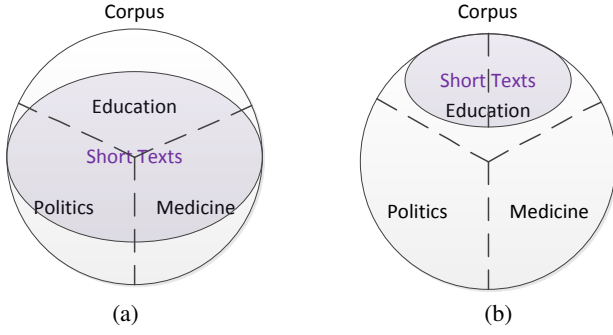 Corpus
Education
Short Texts
Politics
Medicine
(a)
Corpus
Short Texts
Education
Politics
Medicine
(b)